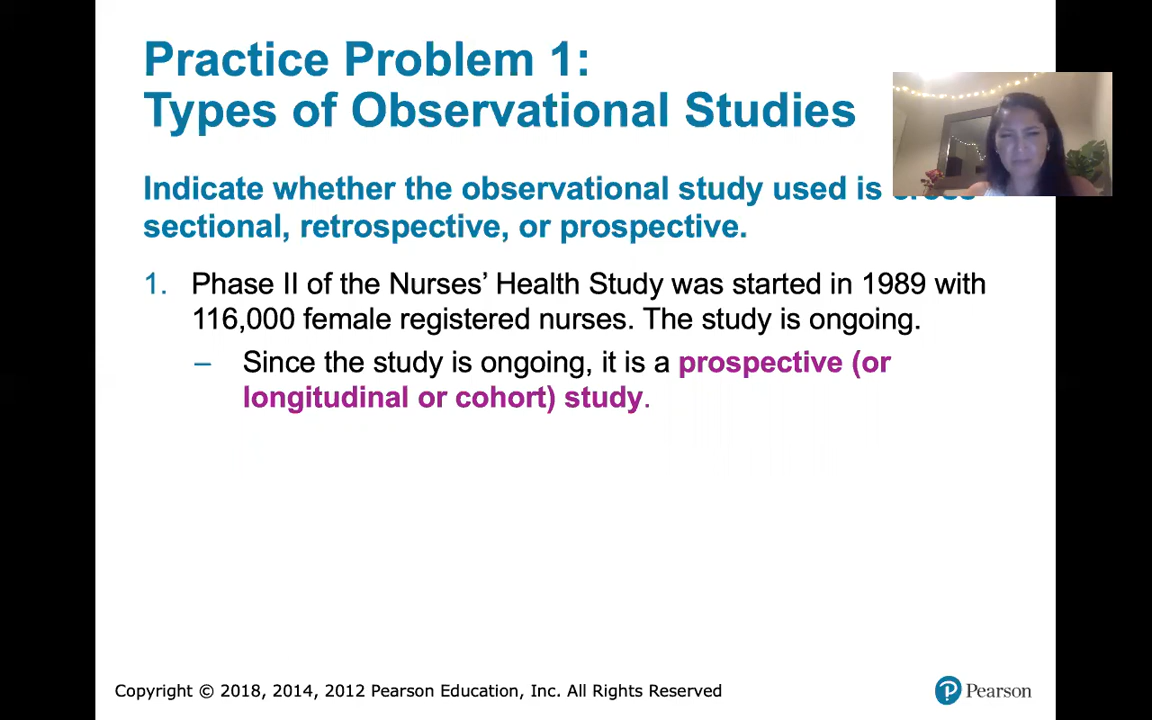 Practice Problem 1:
Types of Observational Studies
Indicate whether the observational study used is
sectional, retrospective, or prospective.
1. Phase II of the Nurses’ Health Study was started in 1989 with
116,000 female registered nurses. The study is ongoing.
– Since the study is ongoing, it is a prospective (or
longitudinal or cohort) study.
Copyright © 2018, 2014, 2012 Pearson Education, Inc. All Rights Reserved
Pearson